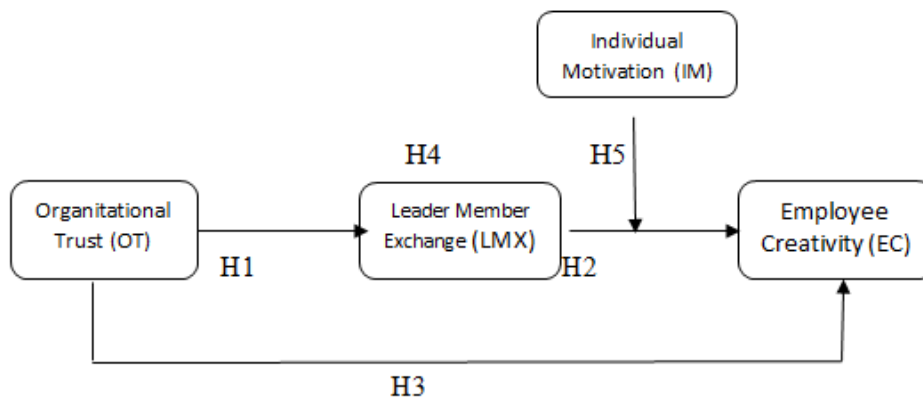 Individual
Motivation (IM)
H4
H5
Organitational
Trust (OT)
Leader Member
Exchange (LMX)
Employee
Creativity (EC)
H1
H2
H3